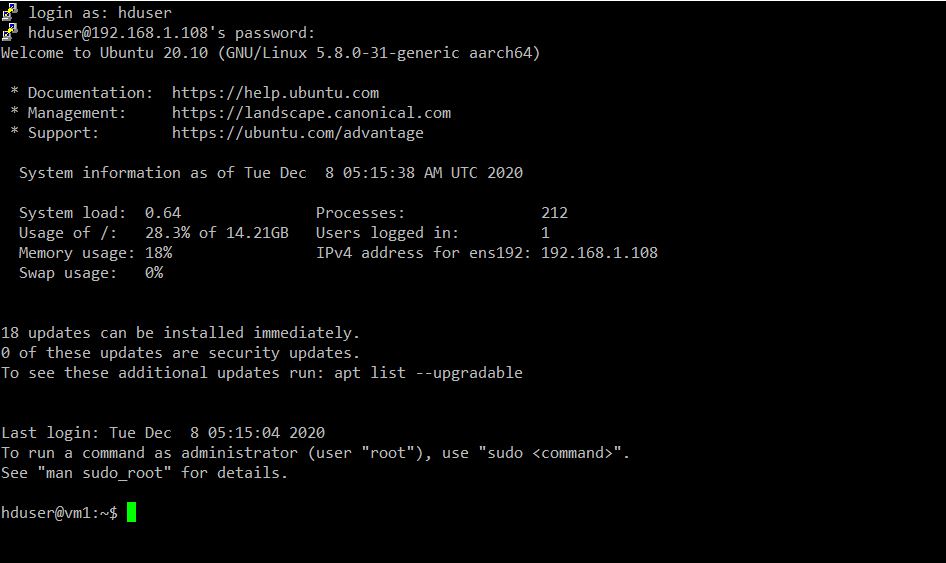 login as: hduser
hduser@192.168.1.108's password:
Welcome to Ubuntu 20.10 (GNU/Linux 5.8.0-31-generic aarch64)
* Documentation:  https://help.ubuntu.com
* Management:     https://landscape.canonical.com
* Support:        https://ubuntu.com/advantage
System information as of Tue Dec  8 05:15:38 AM UTC 2020
System load:  0.64               Processes:               212
Usage of /:   28.3% of 14.21GB   Users logged in:         1
Memory usage: 18%                IPv4 address for ens192: 192.168.1.108
Swap usage:   0%
18 updates can be installed immediately.
0 of these updates are security updates.
To see these additional updates run: apt list --upgradable
Last login: Tue Dec  8 05:15:04 2020
To run a command as administrator (user "root"), use "sudo <command>".
See "man sudo_root" for details.
hduser@vm1:~$